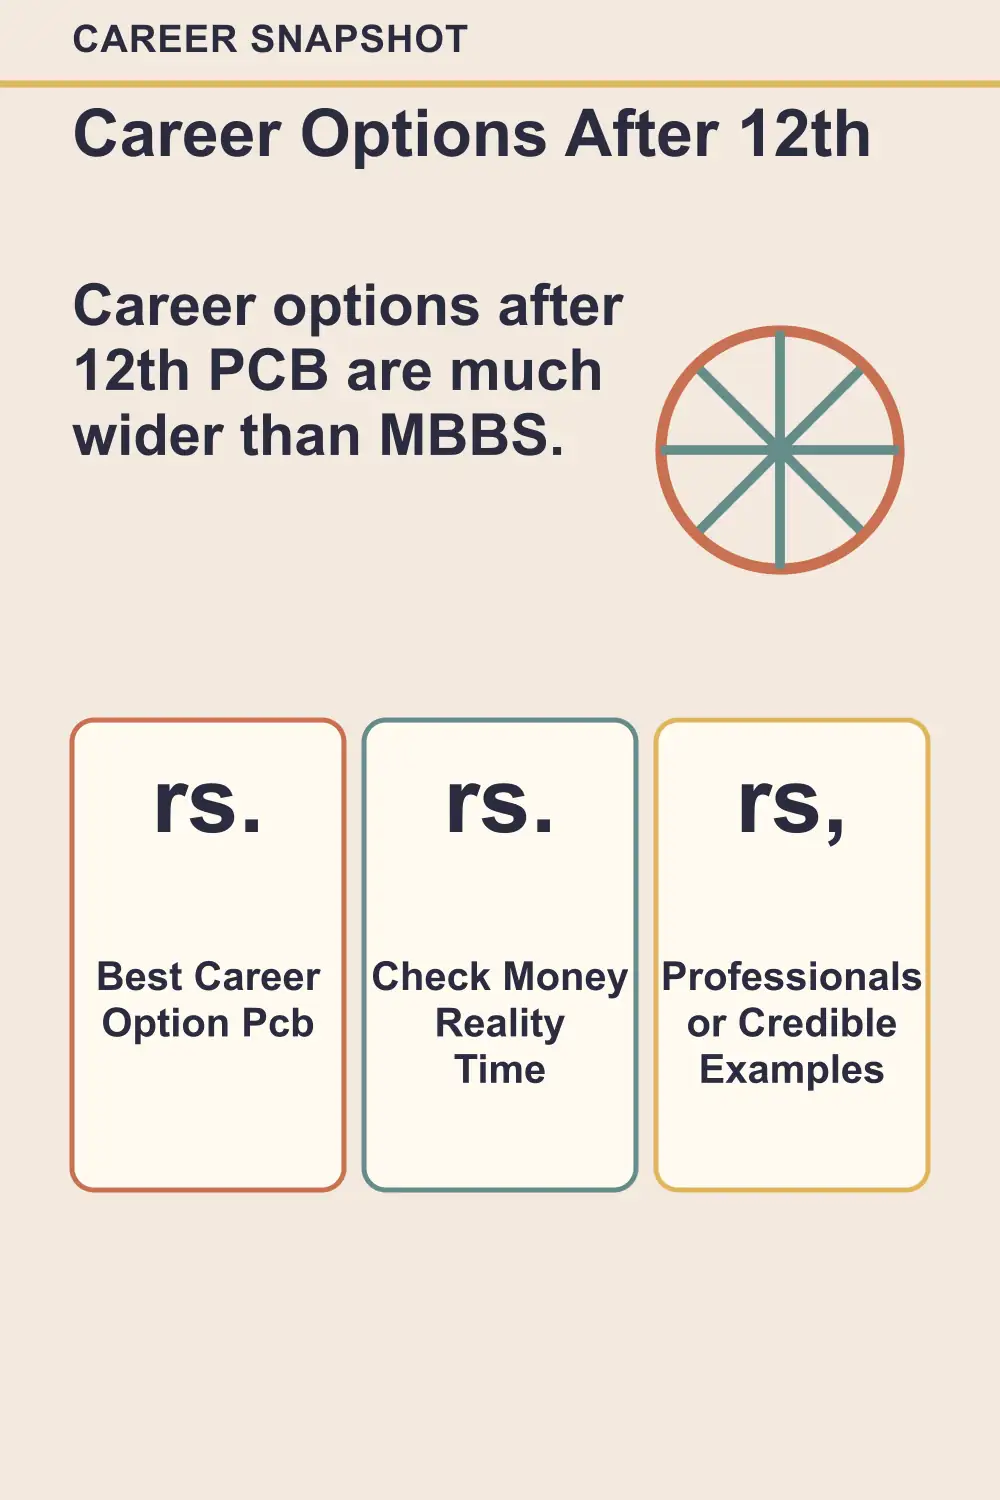 CAREER SNAPSHOT
Career Options After 12th
Career options after
12th PCB are much
wider than MBBS.
rs.
Best Career
Option Pcb
rs.
Check Money
Reality
Time
rs,
Professionals
or Credible
Examples